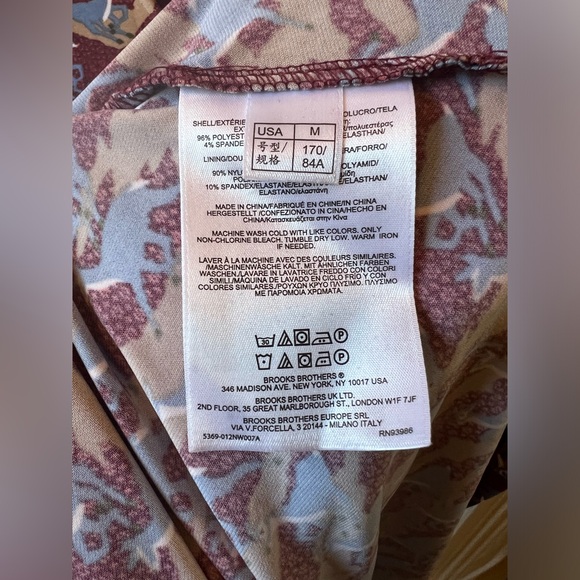 USA M
号型/ 170/
规格 84A
SHELL/EXTÉRIE OLUCRO/TELA
96% POLYEST ELASTHAN/
4% SPANDE
LINING/DOU RA/FORRO/
90% NYL OLYAMID/
10% SPANDEX/ELASTANE/ /ELASTHAN/
ELASTANO/ελαστάνη
MADE IN CHINA/FABRIQUÉ EN CHINE/IN CHINA
HERGESTELLT /CONFEZIONATO IN CINA/HECHO EN
CHINA/Κατασκευάζεται στην Κίνα
MACHINE WASH COLD WITH LIKE COLORS. ONLY
NON-CHLORINE BLEACH. TUMBLE DRY LOW. WARM IRON
IF NEEDED.
LAVER À LA MACHINE AVEC DES COULEURS SIMILAIRES.
/MASCHINENWÄSCHE KALT. MIT ÄHNLICHEN FARBEN
WASCHEN/LAVARE IN LAVATRICE FREDDO CON COLORI
SIMILI/MÁQUINA DE LAVADO EN CICLO FRÍO Y CON
COLORES SIMILARES./ΡΟΥΧΩΝ ΚΡΥΟ ΠΛΥΣΙΜΟ. ΠΛΥΣΙΜΟ
ΜΕ ΠΑΡΟΜΟΙΑ ΧΡΩΜΑΤΑ.
30 P
P
BROOKS BROTHERS ®
346 MADISON AVE. NEW YORK, NY 10017 USA
BROOKS BROTHERS UK LTD.
2ND FLOOR, 35 GREAT MARLBOROUGH ST., LONDON W1F 7JF
BROOKS BROTHERS EUROPE SRL
VIA V.FORCELLA, 3 20144 - MILANO ITALY
5369-012NW007A RN93986